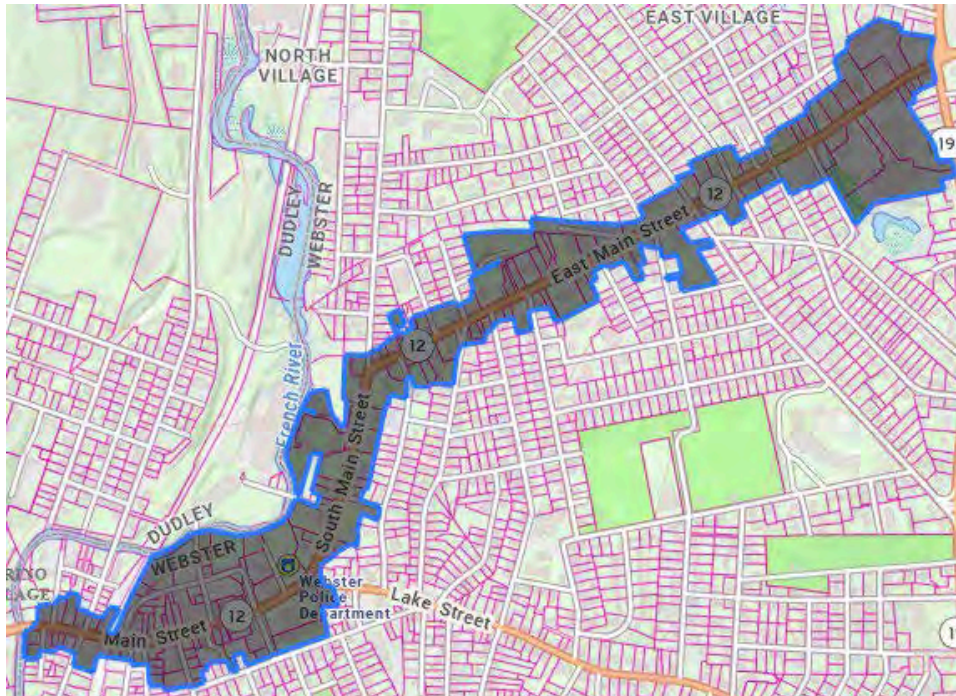 EAST VILLAGE
NORTH
VILLAGE
19
DUDLEY
WEBSTER
12
East Main Street
12
French River
South Main Street
DUDLEY
WEBSTER
Webster
Police
Department
Lake Street
12
Main Street